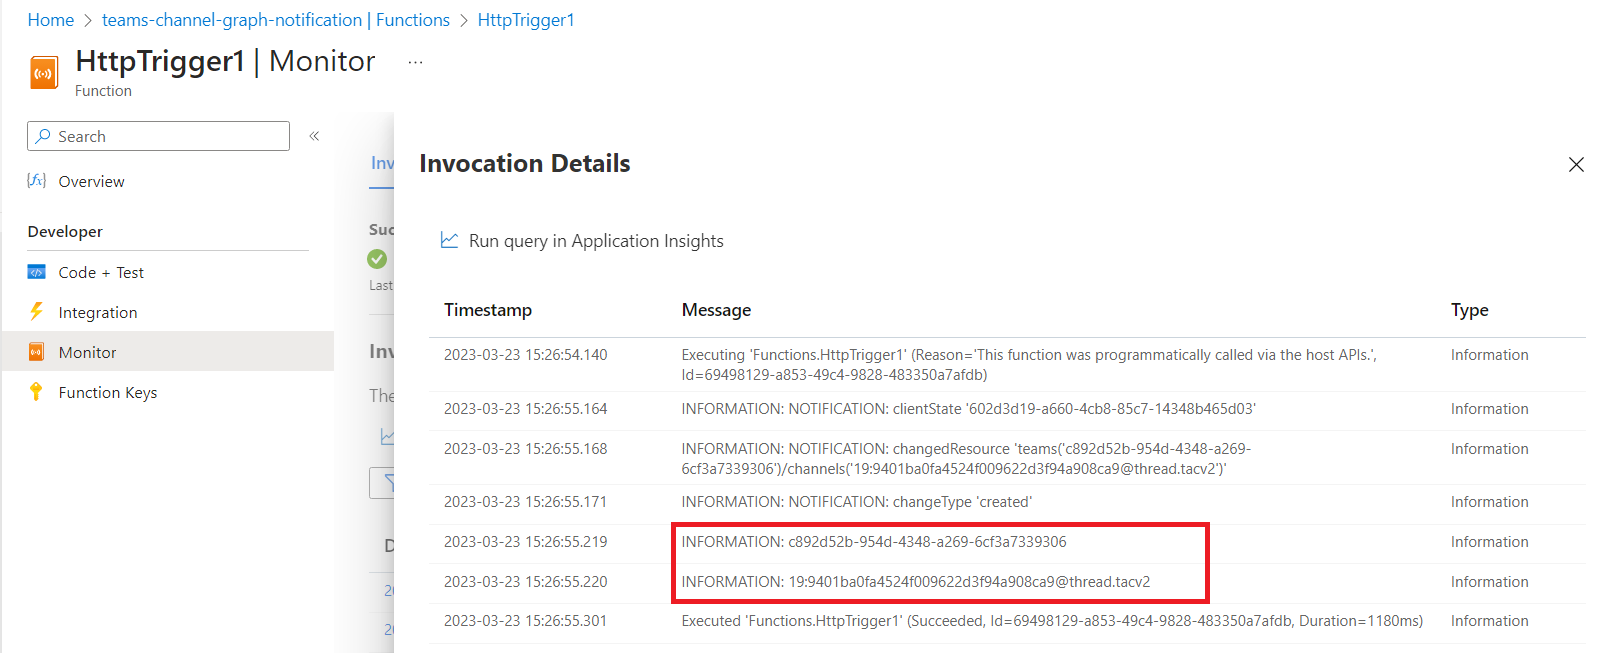 Home > teams-channel-graph-notification | Functions > HttpTrigger1
HttpTrigger1 | Monitor ...
Function
Search «
Overview
Developer
Code + Test
Integration
Monitor
Function Keys
Inv
Suc
Last
Inv
The
D
20
20
Invocation Details
Run query in Application Insights
Timestamp Message Type
2023-03-23 15:26:54.140 Executing 'Functions.HttpTrigger1' (Reason='This function was programmatically called via the host APIs.', Information
Id=69498129-a853-49c4-9828-483350a7afdb)
2023-03-23 15:26:55.164 INFORMATION: NOTIFICATION: clientState '602d3d19-a660-4cb8-85c7-14348b465d03' Information
2023-03-23 15:26:55.168 INFORMATION: NOTIFICATION: changedResource 'teams('c892d52b-954d-4348-a269- Information
6cf3a7339306')/channels('19:9401ba0fa4524f009622d3f94a908ca9@thread.tacv2')'
2023-03-23 15:26:55.171 INFORMATION: NOTIFICATION: changeType 'created' Information
2023-03-23 15:26:55.219 INFORMATION: c892d52b-954d-4348-a269-6cf3a7339306 Information
2023-03-23 15:26:55.220 INFORMATION: 19:9401ba0fa4524f009622d3f94a908ca9@thread.tacv2 Information
2023-03-23 15:26:55.301 Executed 'Functions.HttpTrigger1' (Succeeded, Id=69498129-a853-49c4-9828-483350a7afdb, Duration=1180ms) Information